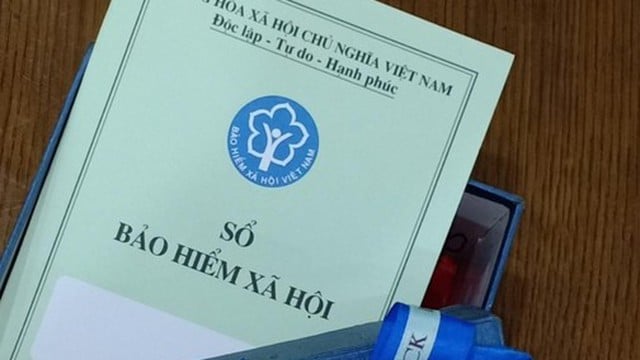 HÒA XÃ HỘI CHỦ NGHĨA VIỆT NAM
Độc lập - Tự do - Hạnh phúc
BẢO HIỂM XÃ HỘI VIỆT NAM
SỔ
BẢO HIỂM XÃ HỘI
CK